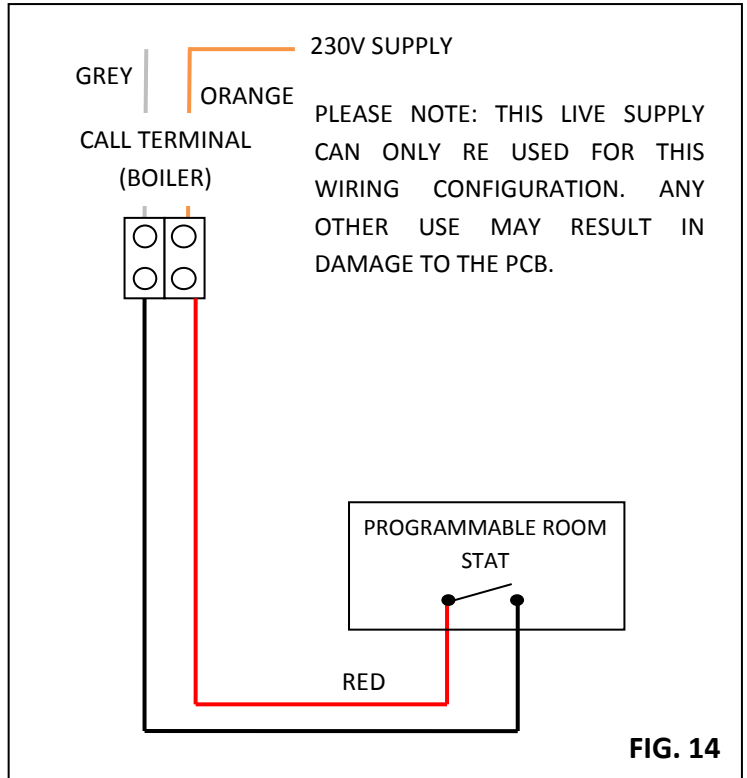 230V SUPPLY
GREY
ORANGE
CALL TERMINAL
(BOILER)
PLEASE NOTE: THIS LIVE SUPPLY
CAN ONLY RE USED FOR THIS
WIRING CONFIGURATION. ANY
OTHER USE MAY RESULT IN
DAMAGE TO THE PCB.
PROGRAMMABLE ROOM
STAT
RED
FIG. 14